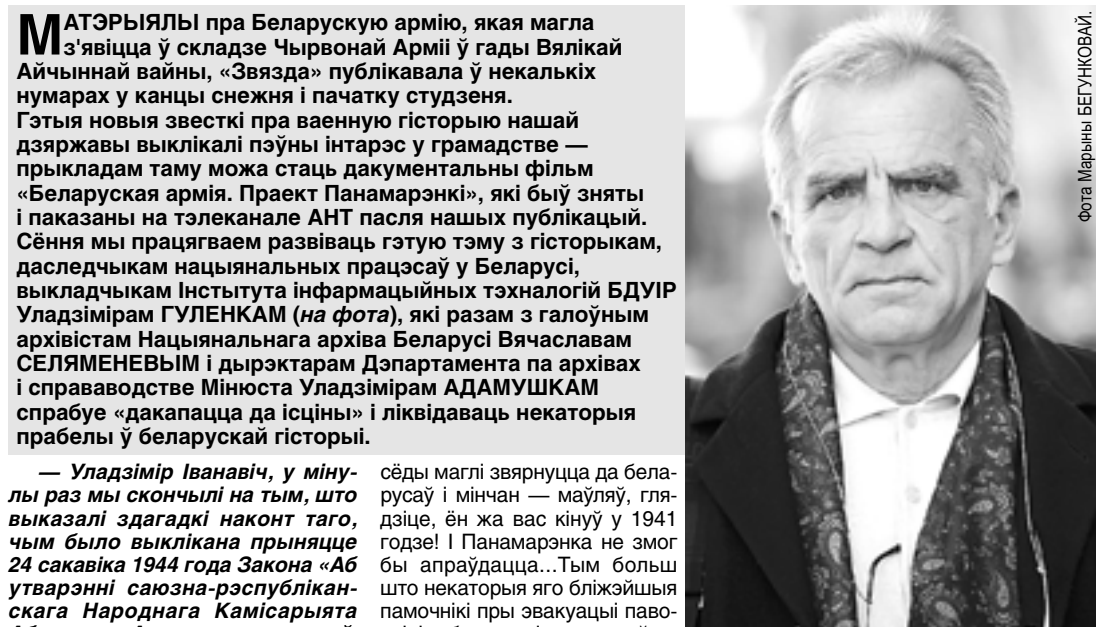 МАТЭРЫЯЛЫ пра Беларускую армію, якая магла
з'явіцца ў складзе Чырвонай Арміі ў гады Вялікай
Айчыннай вайны, «Звязда» публікавала ў некалькіх
нумарах у канцы снежня і пачатку студзеня.
Гэтыя новыя звесткі пра ваенную гісторыю нашай
дзяржавы выклікалі пэўны інтарэс у грамадстве —
прыкладам таму можа стаць дакументальны фільм
«Беларуская армія. Праект Панамарэнкі», які быў зняты
і паказаны на тэлеканале АНТ пасля нашых публікацый.
Сёння мы працягваем развіваць гэтую тэму з гісторыкам,
даследчыкам нацыянальных працэсаў у Беларусі,
выкладчыкам Інстытута інфармацыйных тэхналогій БДУІР
Уладзімірам ГУЛЕНКАМ (на фота), які разам з галоўным
архівістам Нацыянальнага архіва Беларусі Вячаславам
СЕЛЯМЕНЕВЫМ і дырэктарам Дэпартамента па архівах
і справаводстве Мінюста Уладзімірам АДАМУШКАМ
спрабуе «дакапацца да ісціны» і ліквідаваць некаторыя
прабелы ў беларускай гісторыі.
— Уладзімір Іванавіч, у міну-
лы раз мы скончылі на тым, што
выказалі здагадкі наконт таго,
чым было выклікана прыняцце
24 сакавіка 1944 года Закона «Аб
утварэнні саюзна-рэспублікан-
скага Народнага Камісарыята
сёды маглі звярнуцца да бела-
русаў і мінчан — маўляў, гля-
дзіце, ён жа вас кінуў у 1941
годзе! І Панамарэнка не змог
бы апраўдацца...Тым больш
што некаторыя яго бліжэйшыя
памочнікі пры эвакуацыі паво-
Фота Марыны БЕГУНКОВАЙ.